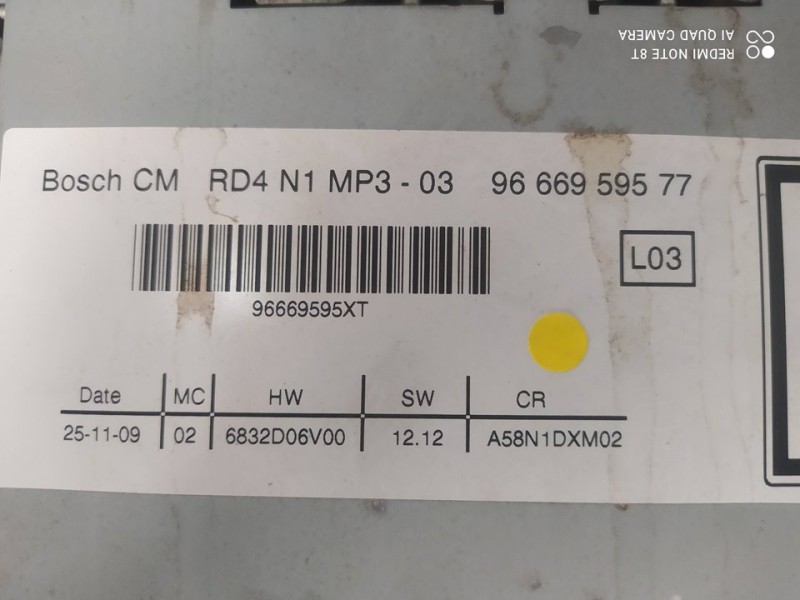 REDMI NOTE 8T
AI QUAD CAMERA
Bosch CM RD4 N1 MP3 - 03 96 669 595 77
L03
96669595XT
Date MC HW SW CR
25-11-09 02 6832D06V00 12.12 A58N1DXM02